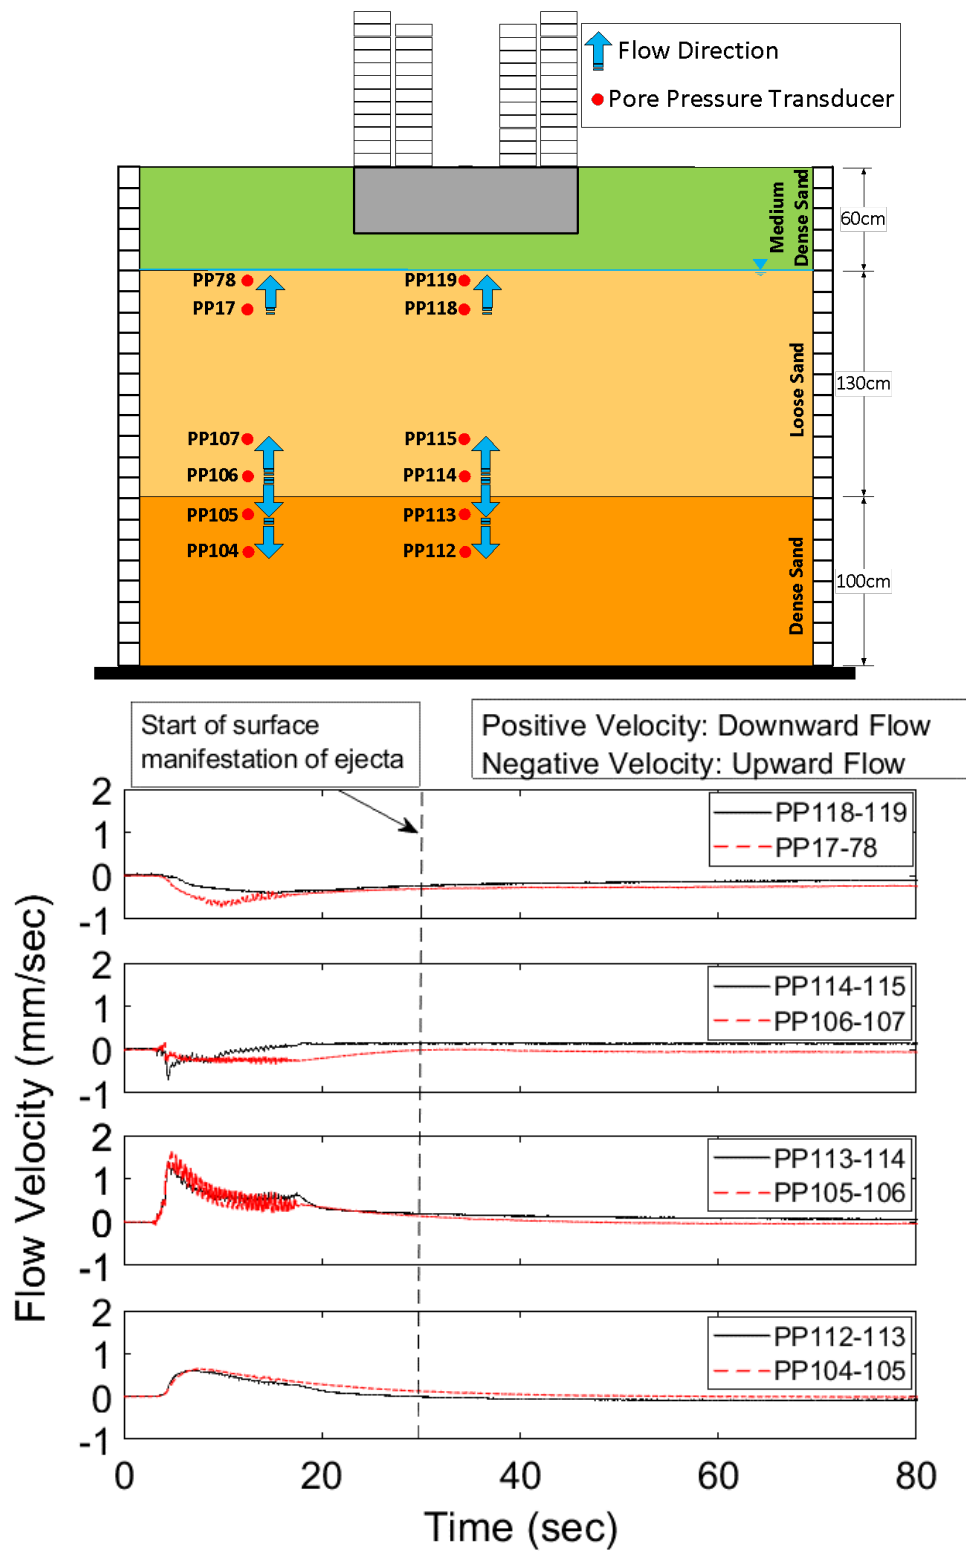 Flow Direction
Pore Pressure Transducer
Medium
Dense Sand
60cm
PP78
PP119
PP17
PP118
Loose Sand
130cm
PP107
PP115
PP106
PP114
PP105
PP113
PP104
PP112
Dense Sand
100cm
Start of surface
manifestation of ejecta
Positive Velocity: Downward Flow
Negative Velocity: Upward Flow
Flow Velocity (mm/sec)
2
1
0
-1
PP118-119
PP17-78
2
1
0
-1
PP114-115
PP106-107
2
1
0
-1
PP113-114
PP105-106
2
1
0
-1
PP112-113
PP104-105
0 20 40 60 80
Time (sec)